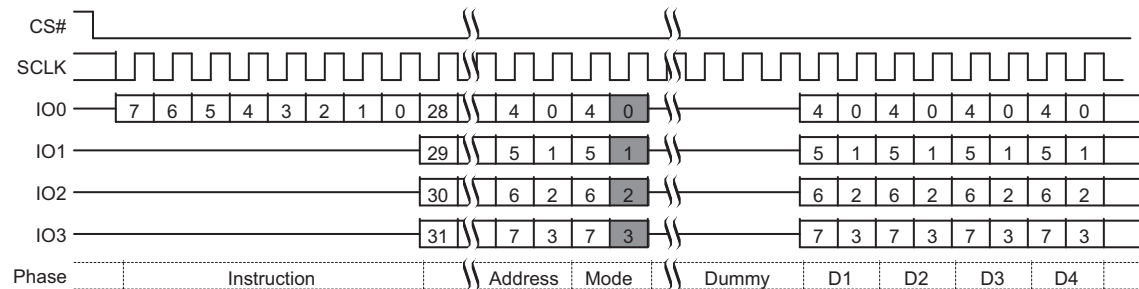 CS#
SCLK
IO0 7 6 5 4 3 2 1 0 28 4 0 4 0 4 0 4 0 4 0 4 0
IO1 29 5 1 5 1 5 1 5 1 5 1 5 1
IO2 30 6 2 6 2 6 2 6 2 6 2 6 2
IO3 31 7 3 7 3 7 3 7 3 7 3 7 3
Phase Instruction Address Mode Dummy D1 D2 D3 D4